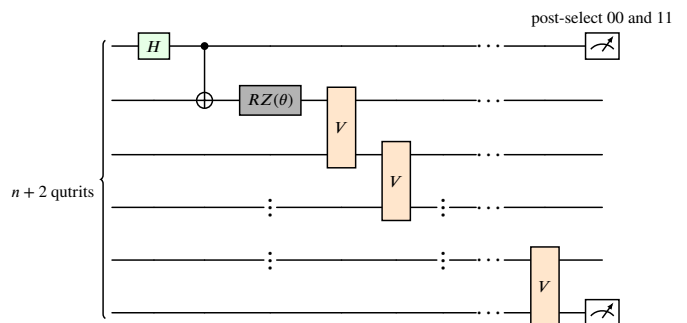 post-select 00 and 11
H
RZ(θ)
V
V
n + 2 qutrits
V